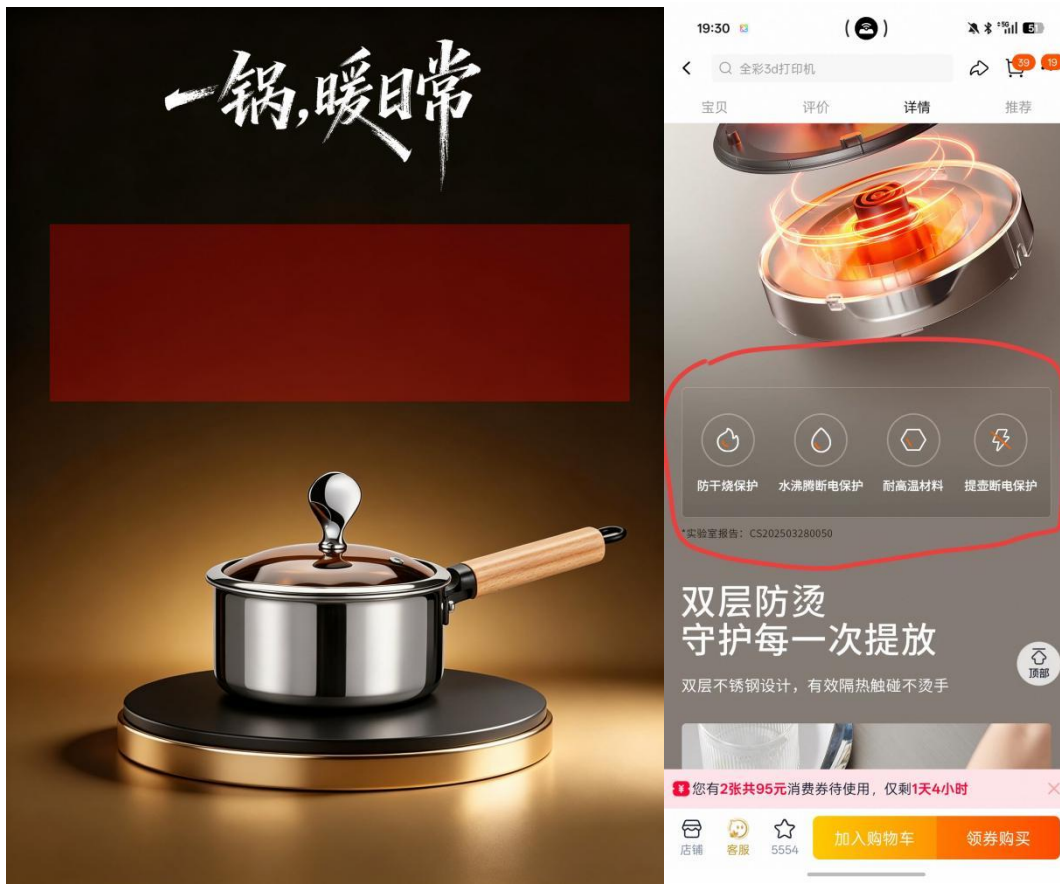 一锅,暖日常
19:30
5G
5
全彩3d打印机
39
19
宝贝
评价
详情
推荐
防干烧保护
水沸腾断电保护
耐高温材料
提壶断电保护
*实验室报告：CS202503280050
双层防烫
守护每一次提放
双层不锈钢设计，有效隔热触碰不烫手
顶部
您有2张共95元消费券待使用，仅剩1天4小时
店铺
客服
5554
加入购物车
领券购买